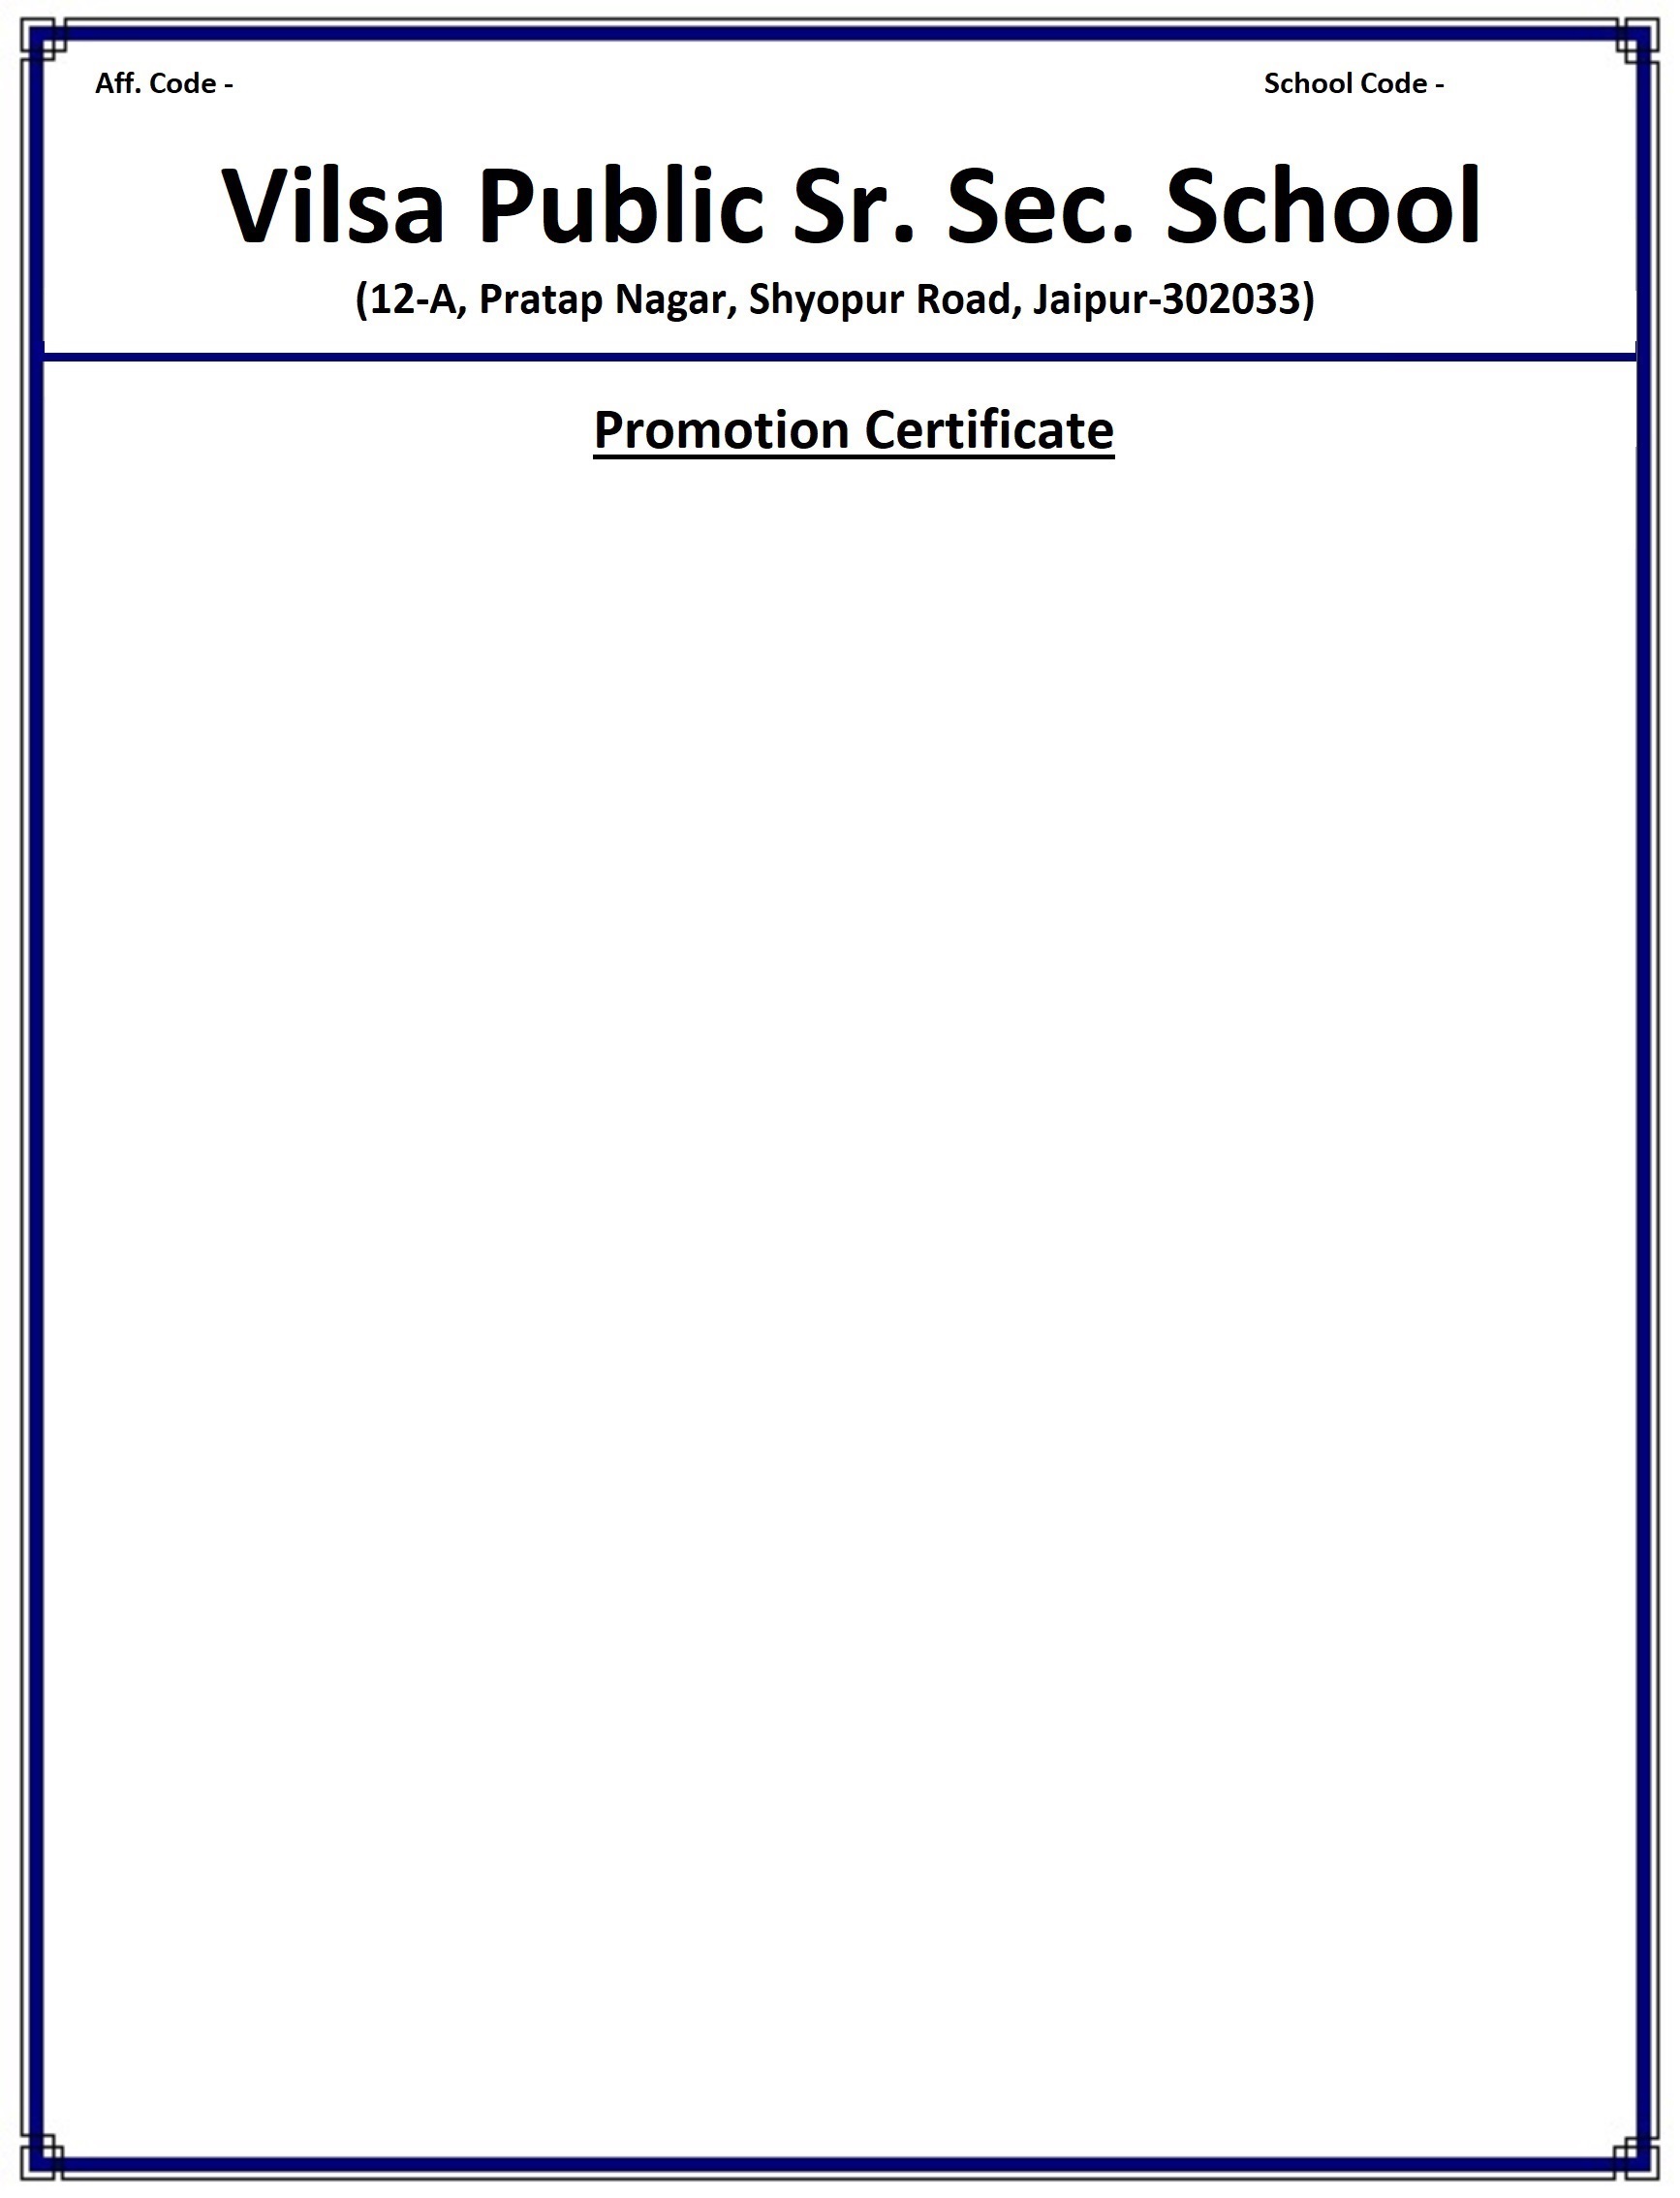 Aff. Code - School Code -
Vilsa Public Sr. Sec. School
(12-A, Pratap Nagar, Shyopur Road, Jaipur-302033)
Promotion Certificate